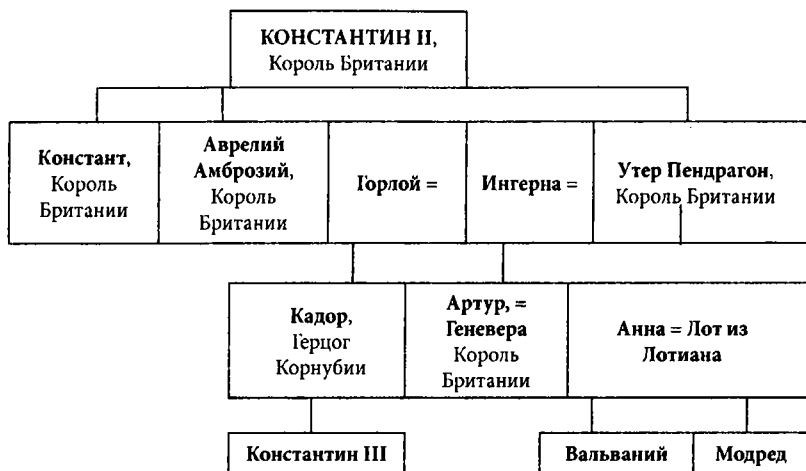 КОНСТАНТИН II,
Король Британии
Констант,
Король
Британии
Аврелий
Амброзий,
Король
Британии
Горлой =
Ингерна =
Утер Пендрагон,
Король Британии
Кадор,
Герцог
Корнубии
Артур, =
Геневера
Король
Британии
Анна = Лот из
Лотиана
Константин III
Вальваний
Модред